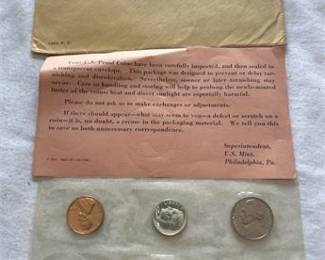 Your U.S. Proof Coins have been carefully inspected, and then sealed in
a transparent envelope. This package was designed to prevent or delay tar-
nishing and discoloration. Nevertheless, sooner or later tarnishing may
occur. Care in handling and storing will help to prolong the newly-minted
luster of the coins heat and direct sunlight are especially harmful.
Please do not ask us to make exchanges or adjustments.
If there should appear—what may seem to you—a defect or scratch on a
coin—it is, no doubt, a crease in the packaging material. We tell you this
to save us both unnecessary correspondence.
Superintendent,
U.S. Mint,
Philadelphia, Pa.